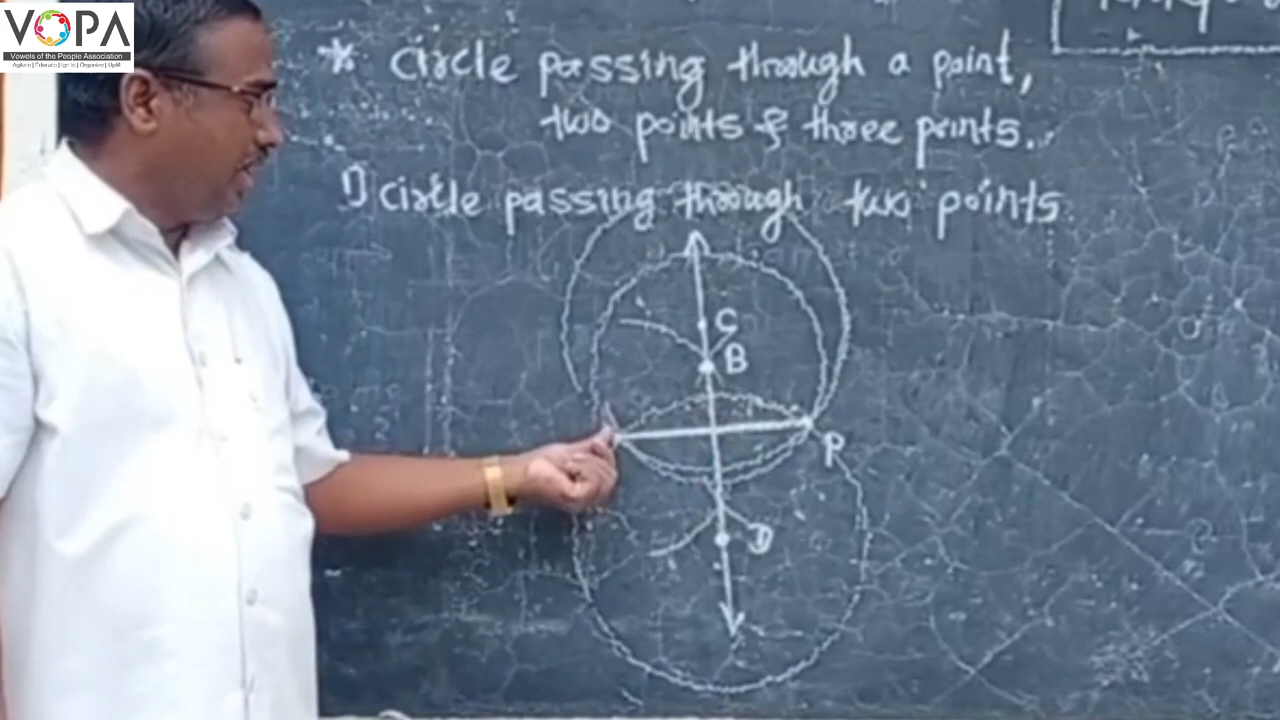 VOPA
Vowels of the People Association
* Circle passing through a point,
two points & three points.
1) circle passing through two points
C
B
P
D